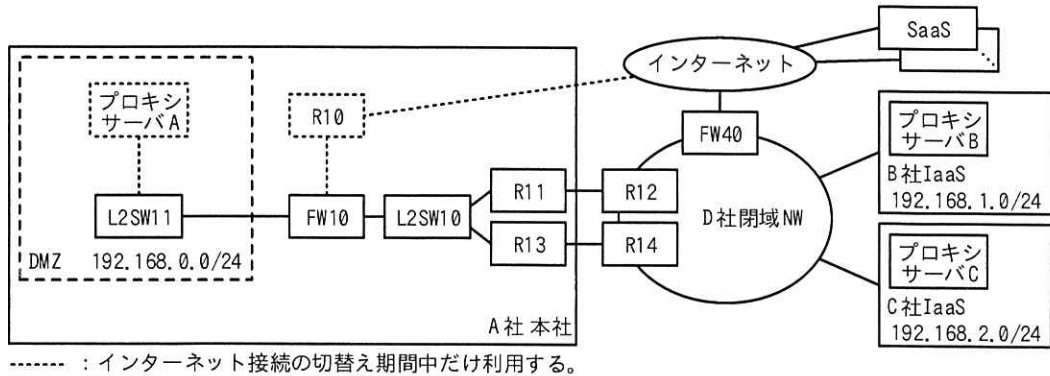 SaaS
インターネット
プロキシ
サーバA
R10
FW40
プロキシ
サーバB
B社IaaS
192.168.1.0/24
L2SW11
FW10
L2SW10
R11
R12
R13
R14
D社閉域NW
DMZ 192.168.0.0/24
プロキシ
サーバC
C社IaaS
192.168.2.0/24
A社 本社
------- :インターネット接続の切替え期間中だけ利用する。